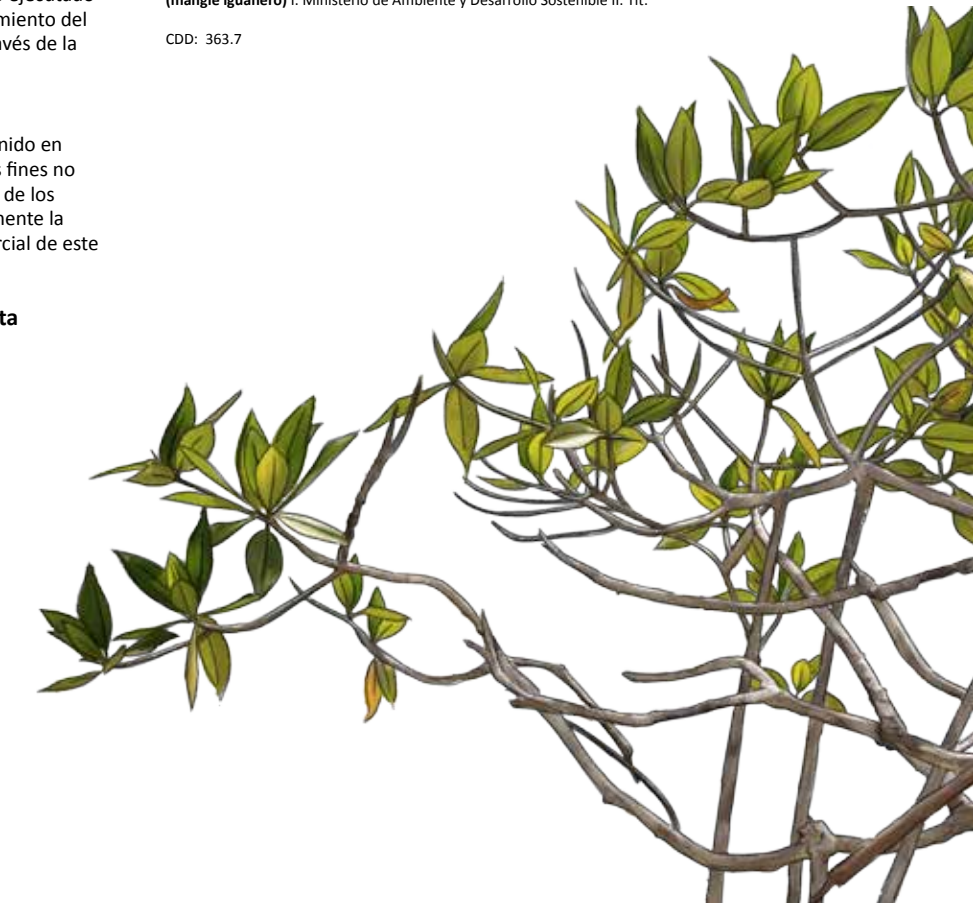 miento del
avés de la
(mangle iguanero) I. Ministerio de Ambiente y Desarrollo Sostenible II. Tit.
CDD: 363.7
nido en
s fines no
de los
mente la
rcial de este
ta